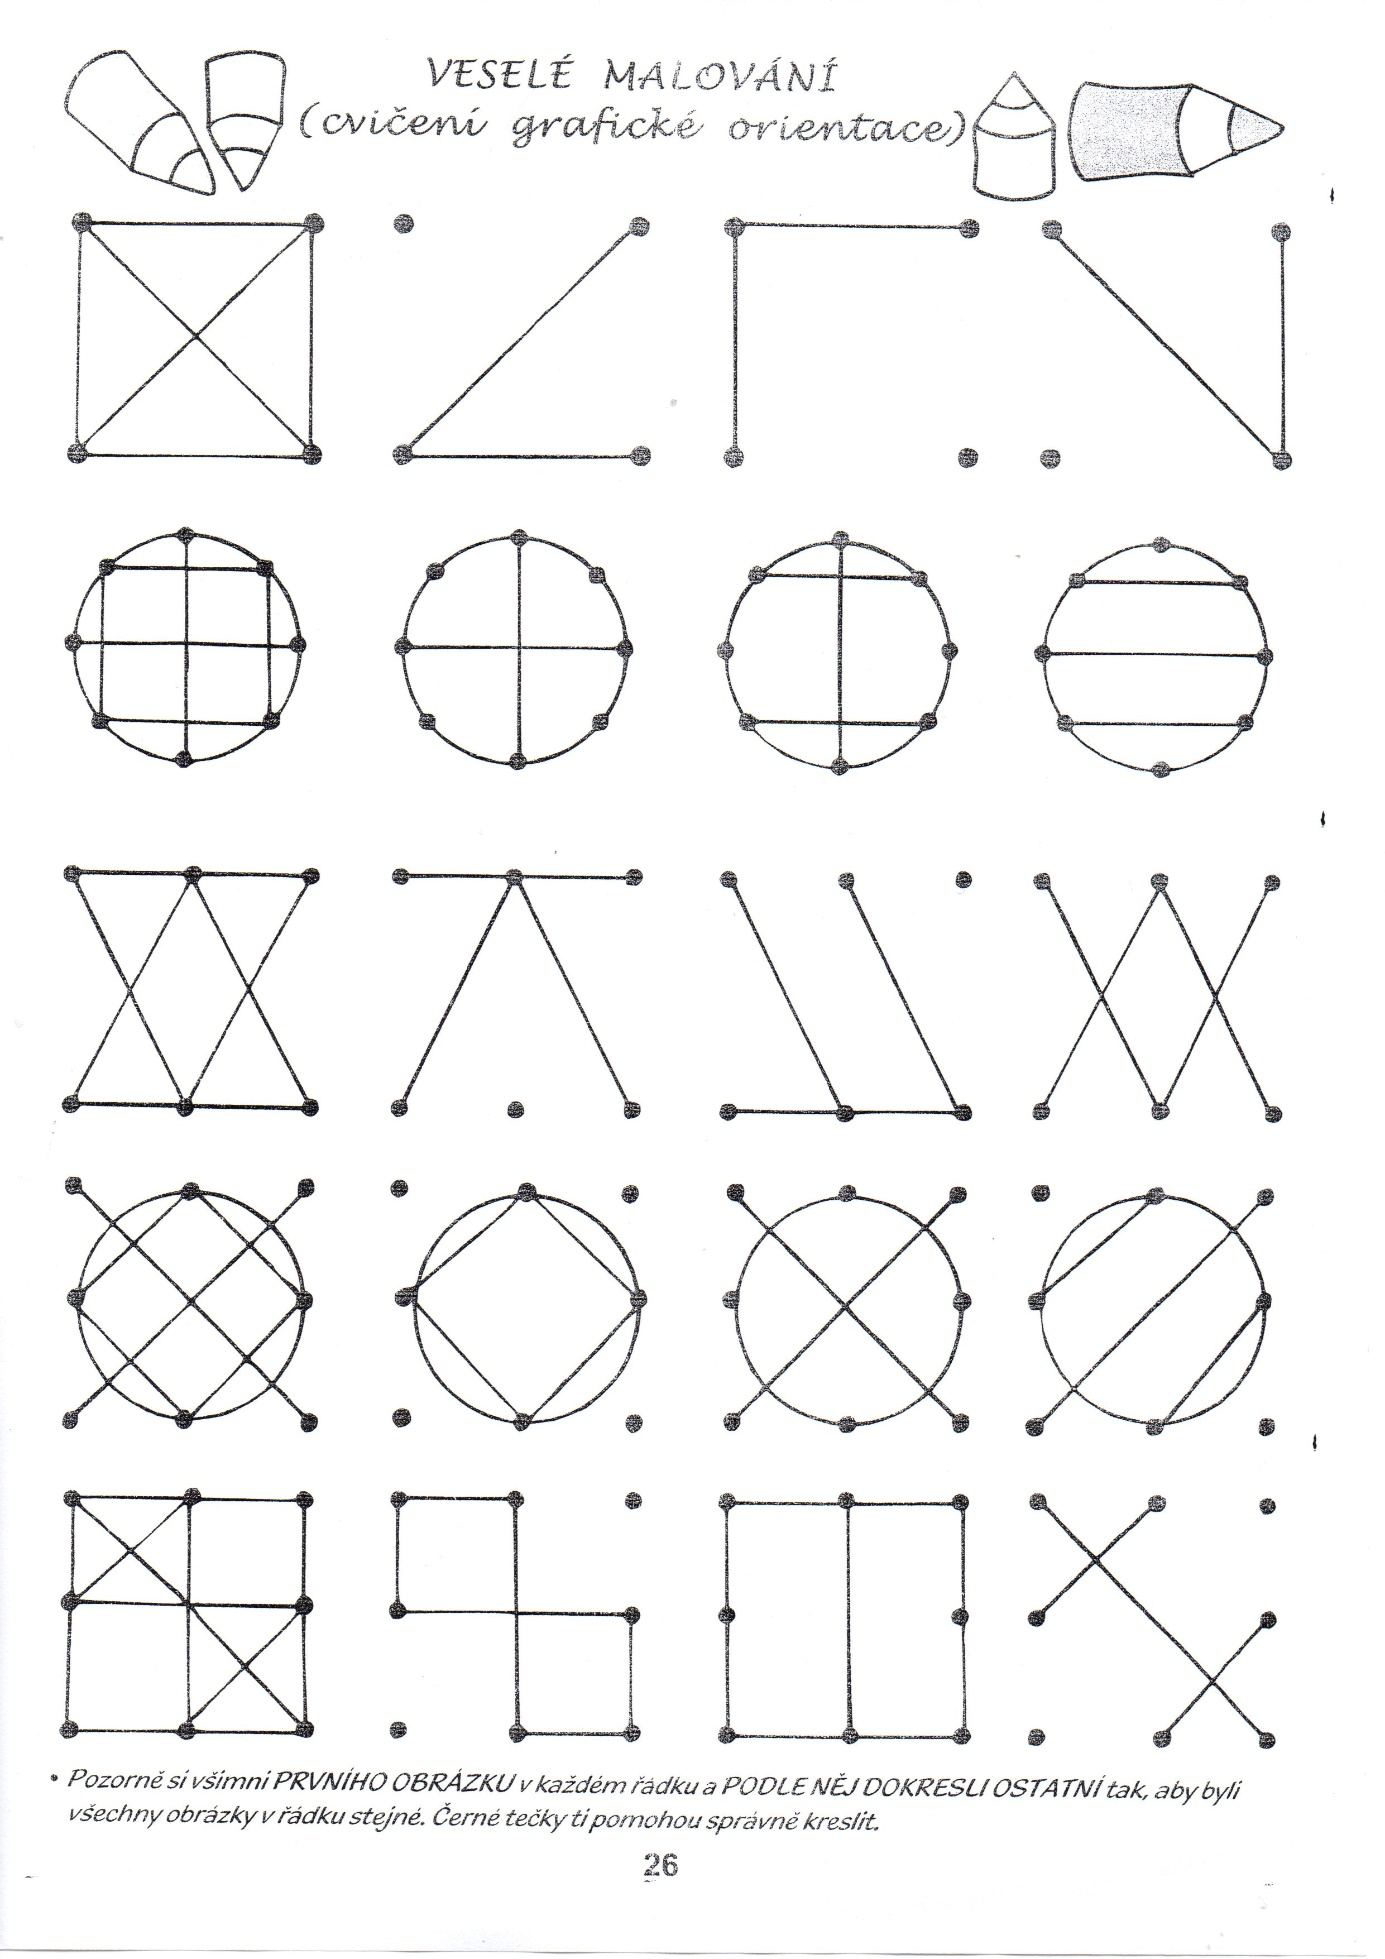 VESELÉ MALOVÁNÍ
(cvičení grafické orientace)
• Pozorně si všimni PRVNÍHO OBRÁZKU v každém řádku a PODLE NĚJ DOKRESLI OSTATNÍ tak, aby byli
všechny obrázky v řádku stejné. Černé tečky ti pomohou správně kreslit.
26